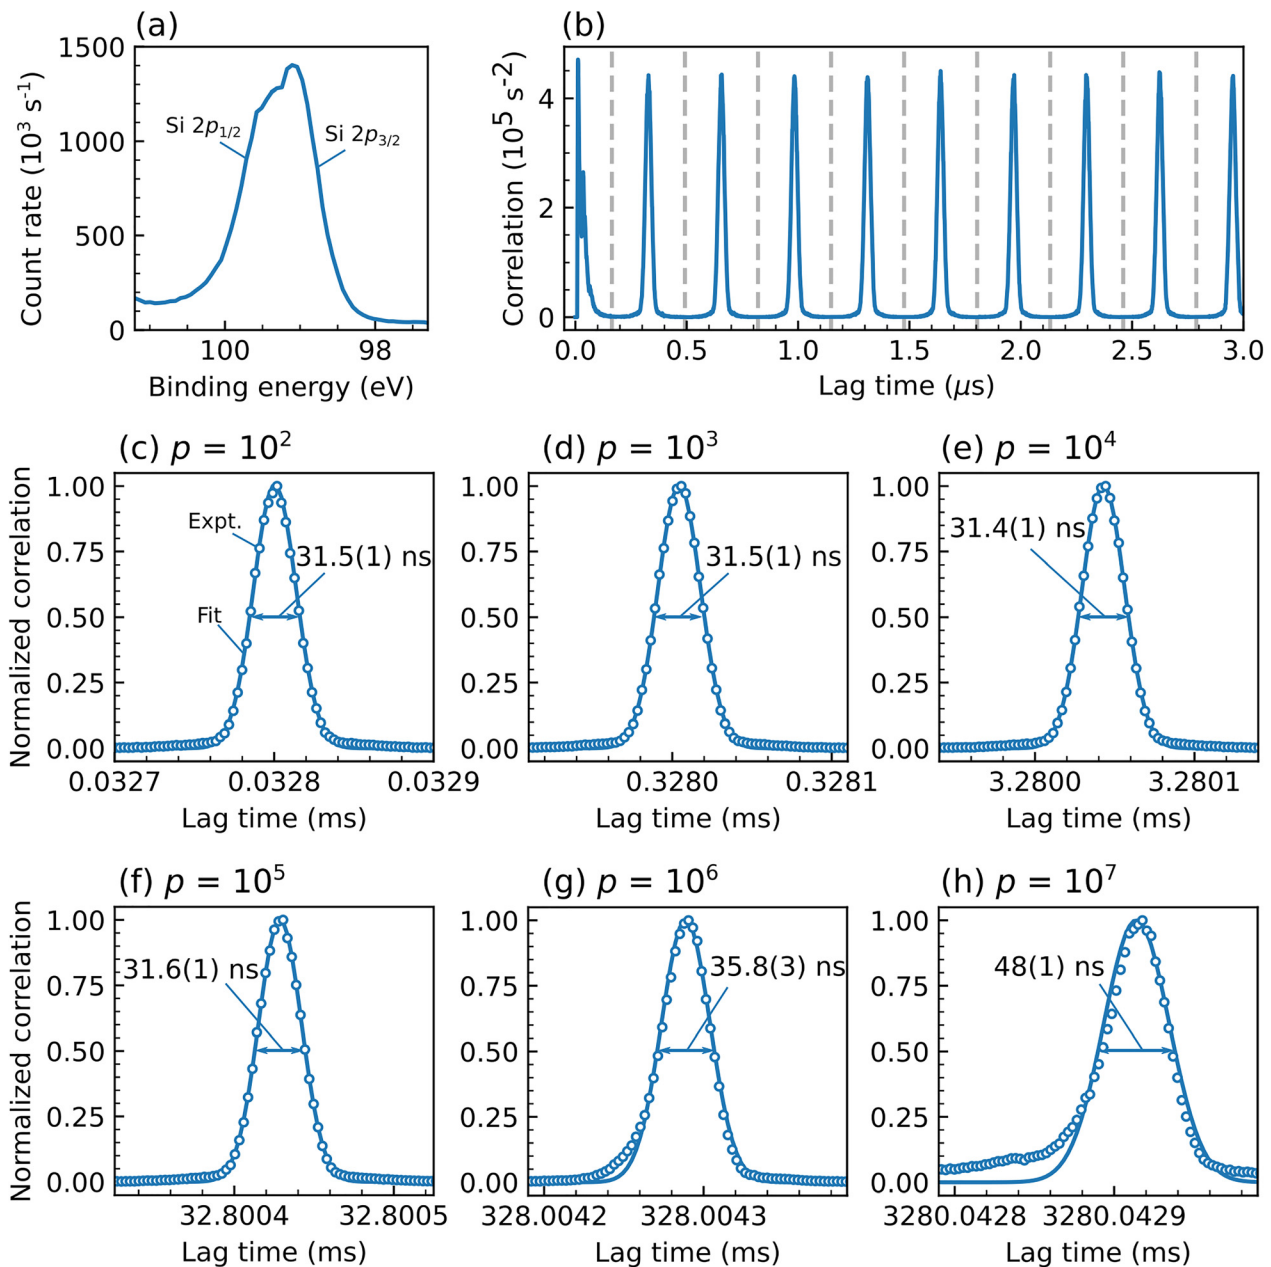 (a)
1500
1000
500
0
Count rate (10³ s⁻¹)
Si 2p₁/₂
Si 2p₃/₂
100
98
Binding energy (eV)
(b)
4
2
0
Correlation (10⁵ s⁻²)
0.0
0.5
1.0
1.5
2.0
2.5
3.0
Lag time (μs)
(c) p = 10²
1.00
0.75
0.50
0.25
0.00
Normalized correlation
Expt.
Fit
31.5(1) ns
0.0327
0.0328
0.0329
Lag time (ms)
(d) p = 10³
1.00
0.75
0.50
0.25
0.00
31.5(1) ns
0.3280
0.3281
Lag time (ms)
(e) p = 10⁴
1.00
0.75
0.50
0.25
0.00
31.4(1) ns
3.2800
3.2801
Lag time (ms)
(f) p = 10⁵
1.00
0.75
0.50
0.25
0.00
Normalized correlation
31.6(1) ns
32.8004
32.8005
Lag time (ms)
(g) p = 10⁶
1.00
0.75
0.50
0.25
0.00
35.8(3) ns
328.0042
328.0043
Lag time (ms)
(h) p = 10⁷
1.00
0.75
0.50
0.25
0.00
48(1) ns
3280.0428
3280.0429
Lag time (ms)